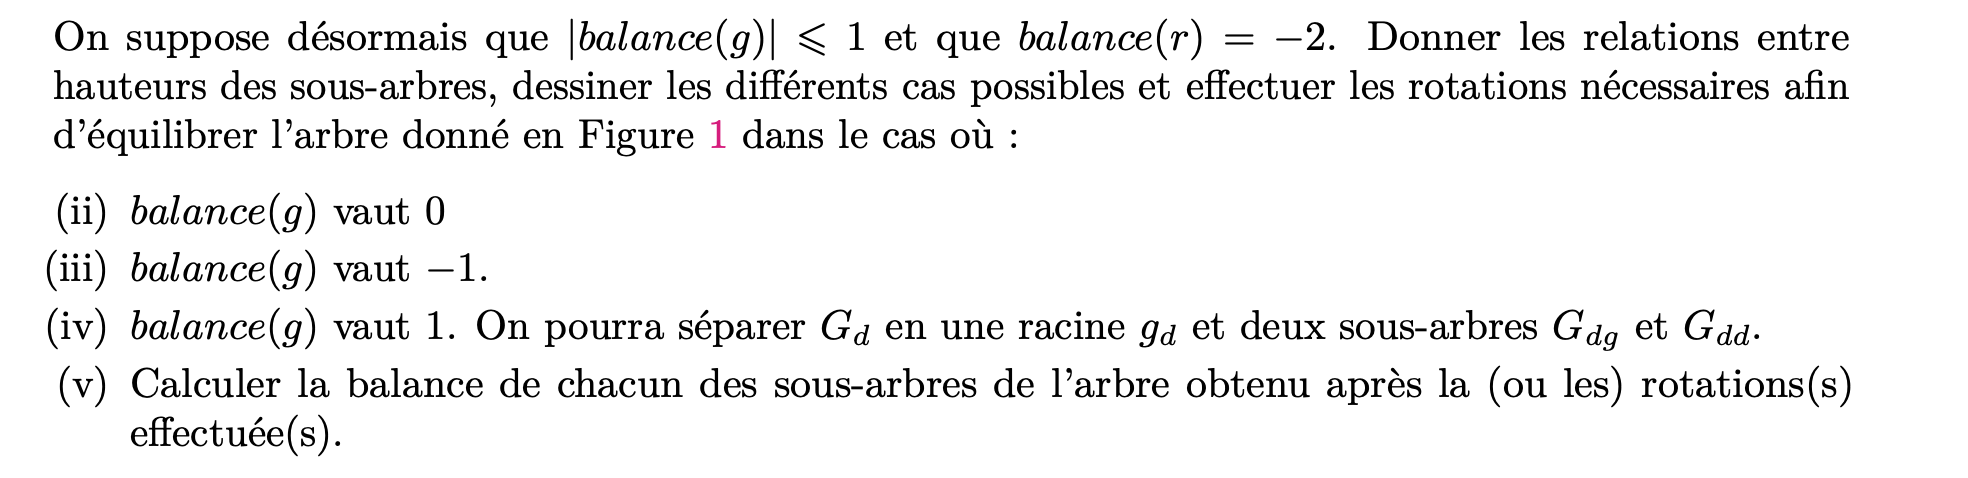 On suppose désormais que |balance(g)| ⩽ 1 et que balance(r) = −2. Donner les relations entre
hauteurs des sous-arbres, dessiner les différents cas possibles et effectuer les rotations nécessaires afin
d'équilibrer l'arbre donné en Figure 1 dans le cas où :
(ii) balance(g) vaut 0
(iii) balance(g) vaut −1.
(iv) balance(g) vaut 1. On pourra séparer G_d en une racine g_d et deux sous-arbres G_{dg} et G_{dd}.
(v) Calculer la balance de chacun des sous-arbres de l'arbre obtenu après la (ou les) rotations(s)
effectuée(s).